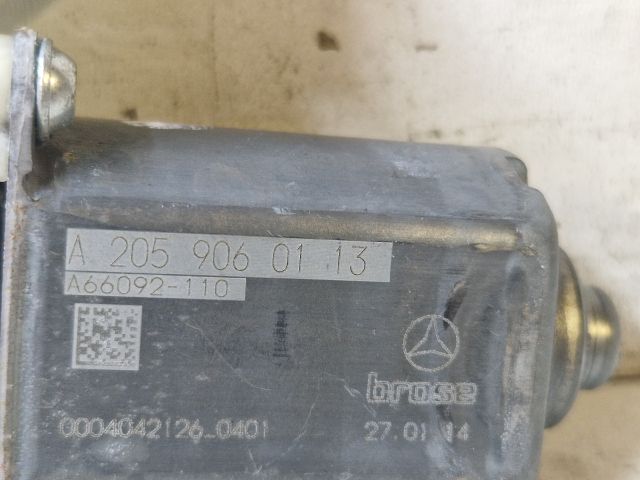 A 205 906 01 13
A66092-110
brose
0004042126_0401
27.01.14